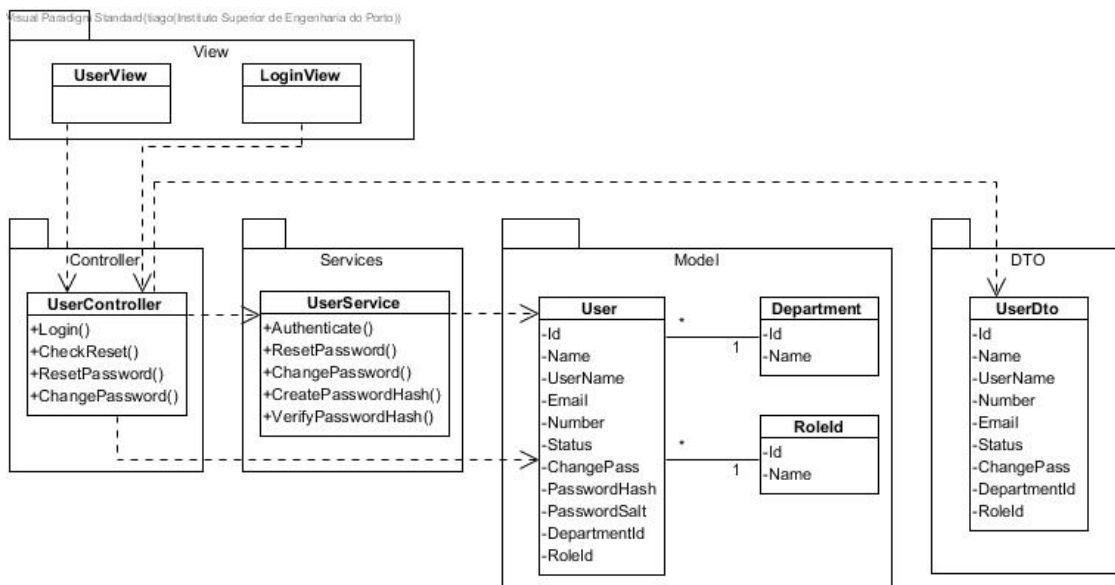 Visual Paradigm Standard(tiago(Instituto Superior de Engenharia do Porto))
View
UserView
LoginView
Controller
UserController
+Login()
+CheckReset()
+ResetPassword()
+ChangePassword()
Services
UserService
+Authenticate()
+ResetPassword()
+ChangePassword()
+CreatePasswordHash()
+VerifyPasswordHash()
Model
User
-Id
-Name
-UserName
-Email
-Number
-Status
-ChangePass
-PasswordHash
-PasswordSalt
-DepartmentId
-RoleId
*
1
Department
-Id
-Name
*
1
RoleId
-Id
-Name
DTO
UserDto
-Id
-Name
-UserName
-Number
-Email
-Status
-ChangePass
-DepartmentId
-RoleId